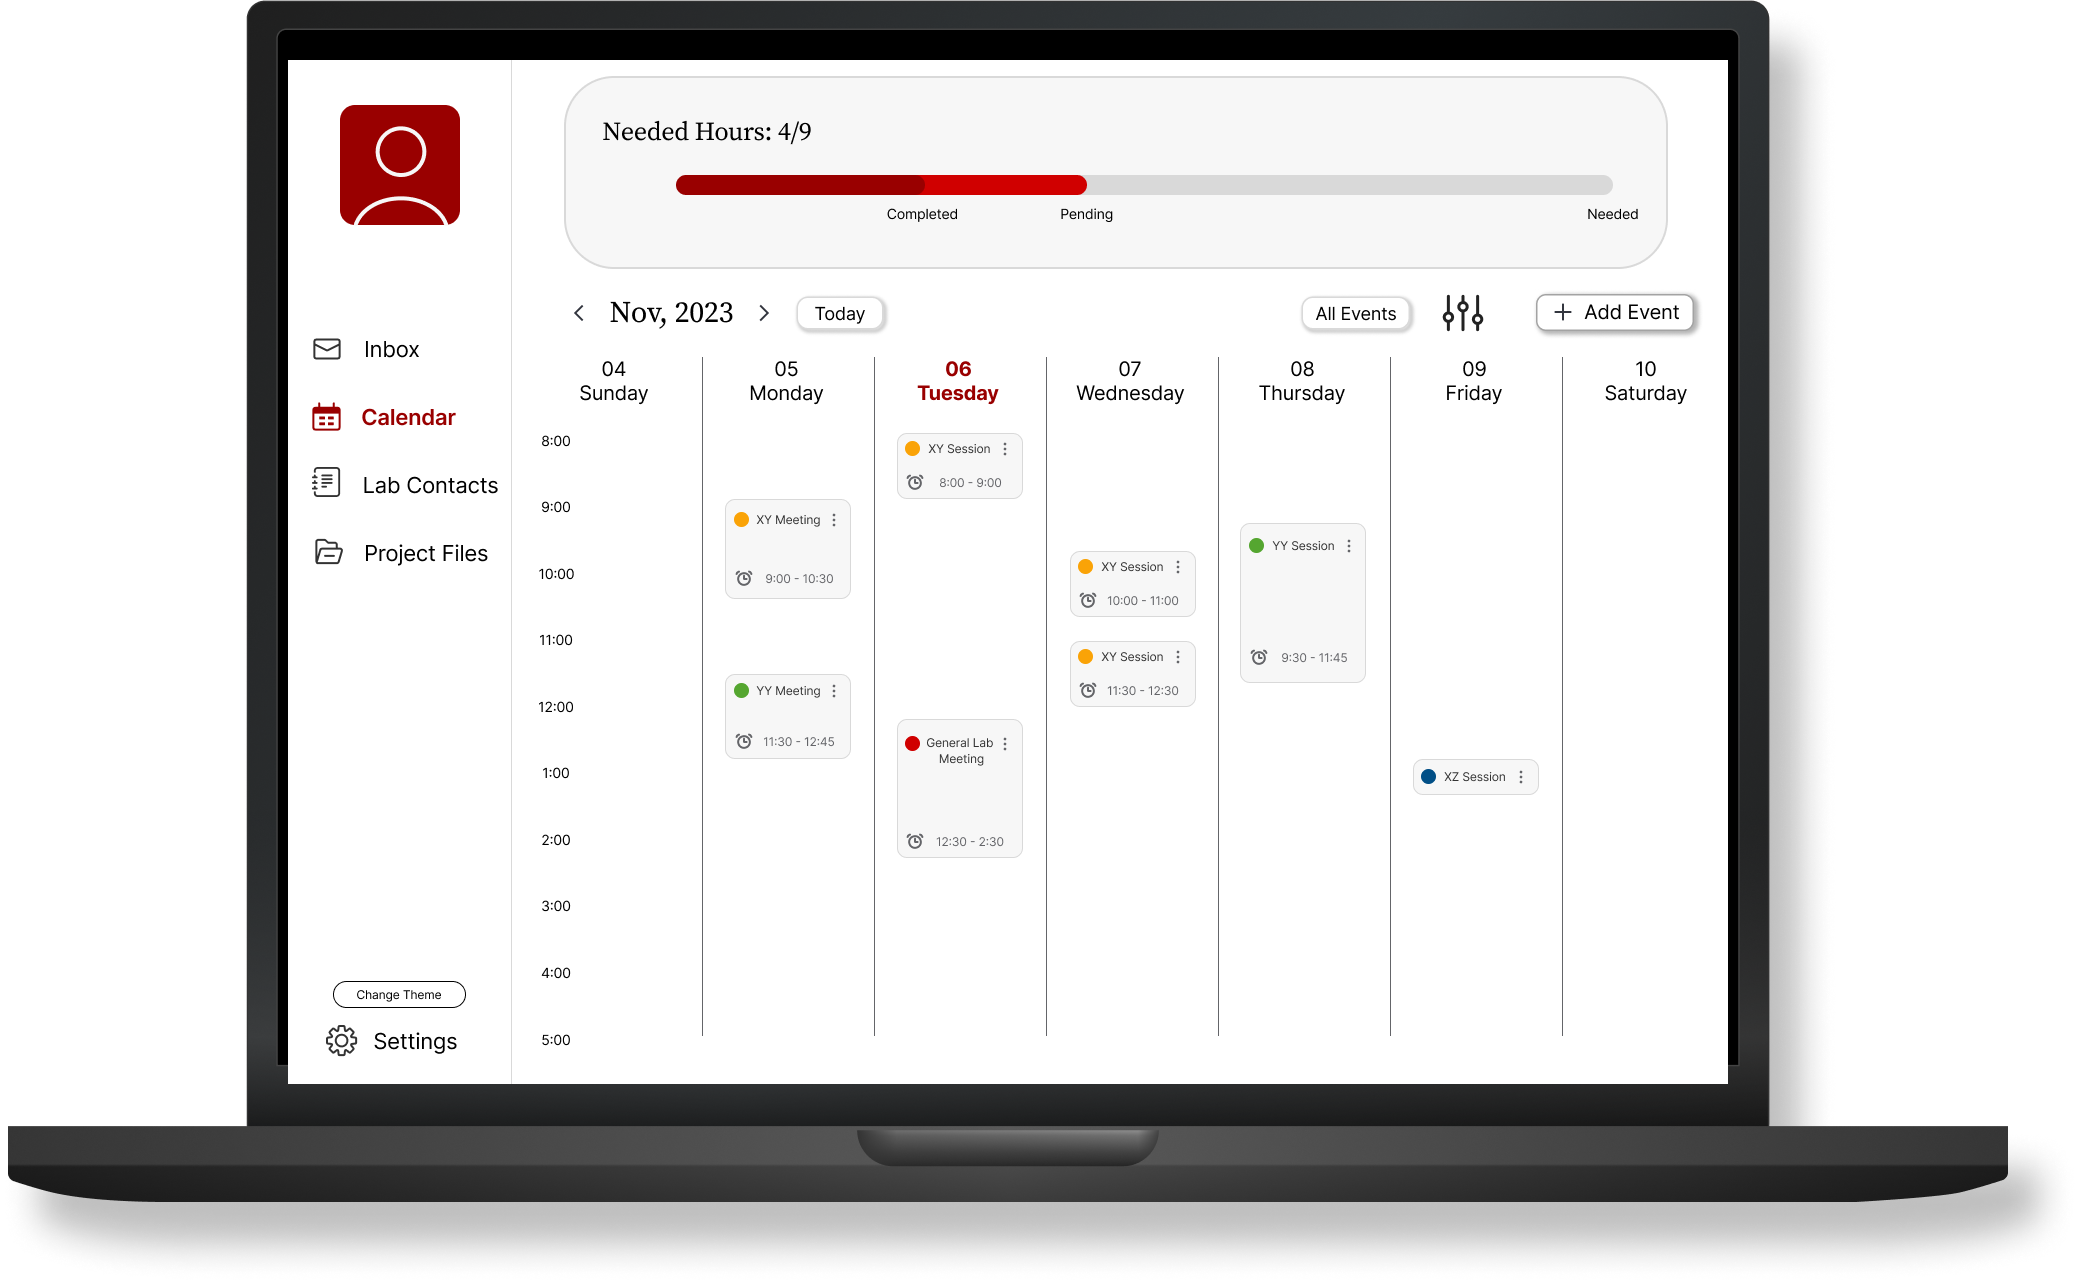 Needed Hours: 4/9
Completed
Pending
Needed
Inbox
Calendar
Lab Contacts
Project Files
Change Theme
Settings
Nov, 2023
Today
All Events
Add Event
04
Sunday
05
Monday
06
Tuesday
07
Wednesday
08
Thursday
09
Friday
10
Saturday
8:00
9:00
10:00
11:00
12:00
1:00
2:00
3:00
4:00
5:00
XY Meeting
9:00 - 10:30
YY Meeting
11:30 - 12:45
XY Session
8:00 - 9:00
General Lab
Meeting
12:30 - 2:30
XY Session
10:00 - 11:00
XY Session
11:30 - 12:30
YY Session
9:30 - 11:45
XZ Session